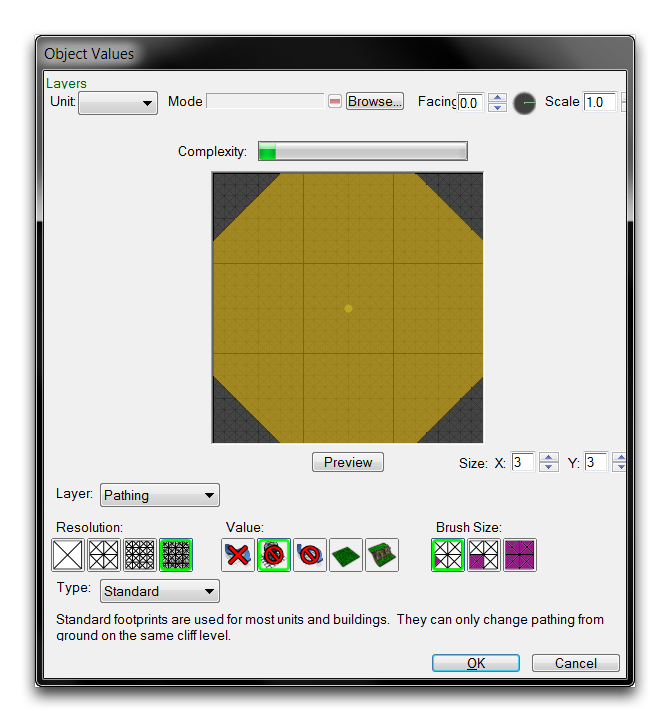 Object Values
Layers
Unit: Mode Browse... Facing 0.0 Scale 1.0
Complexity:
Preview Size: X: 3 Y: 3
Layer: Pathing
Resolution: Value: Brush Size:
Type: Standard
Standard footprints are used for most units and buildings. They can only change pathing from
ground on the same cliff level.
OK Cancel